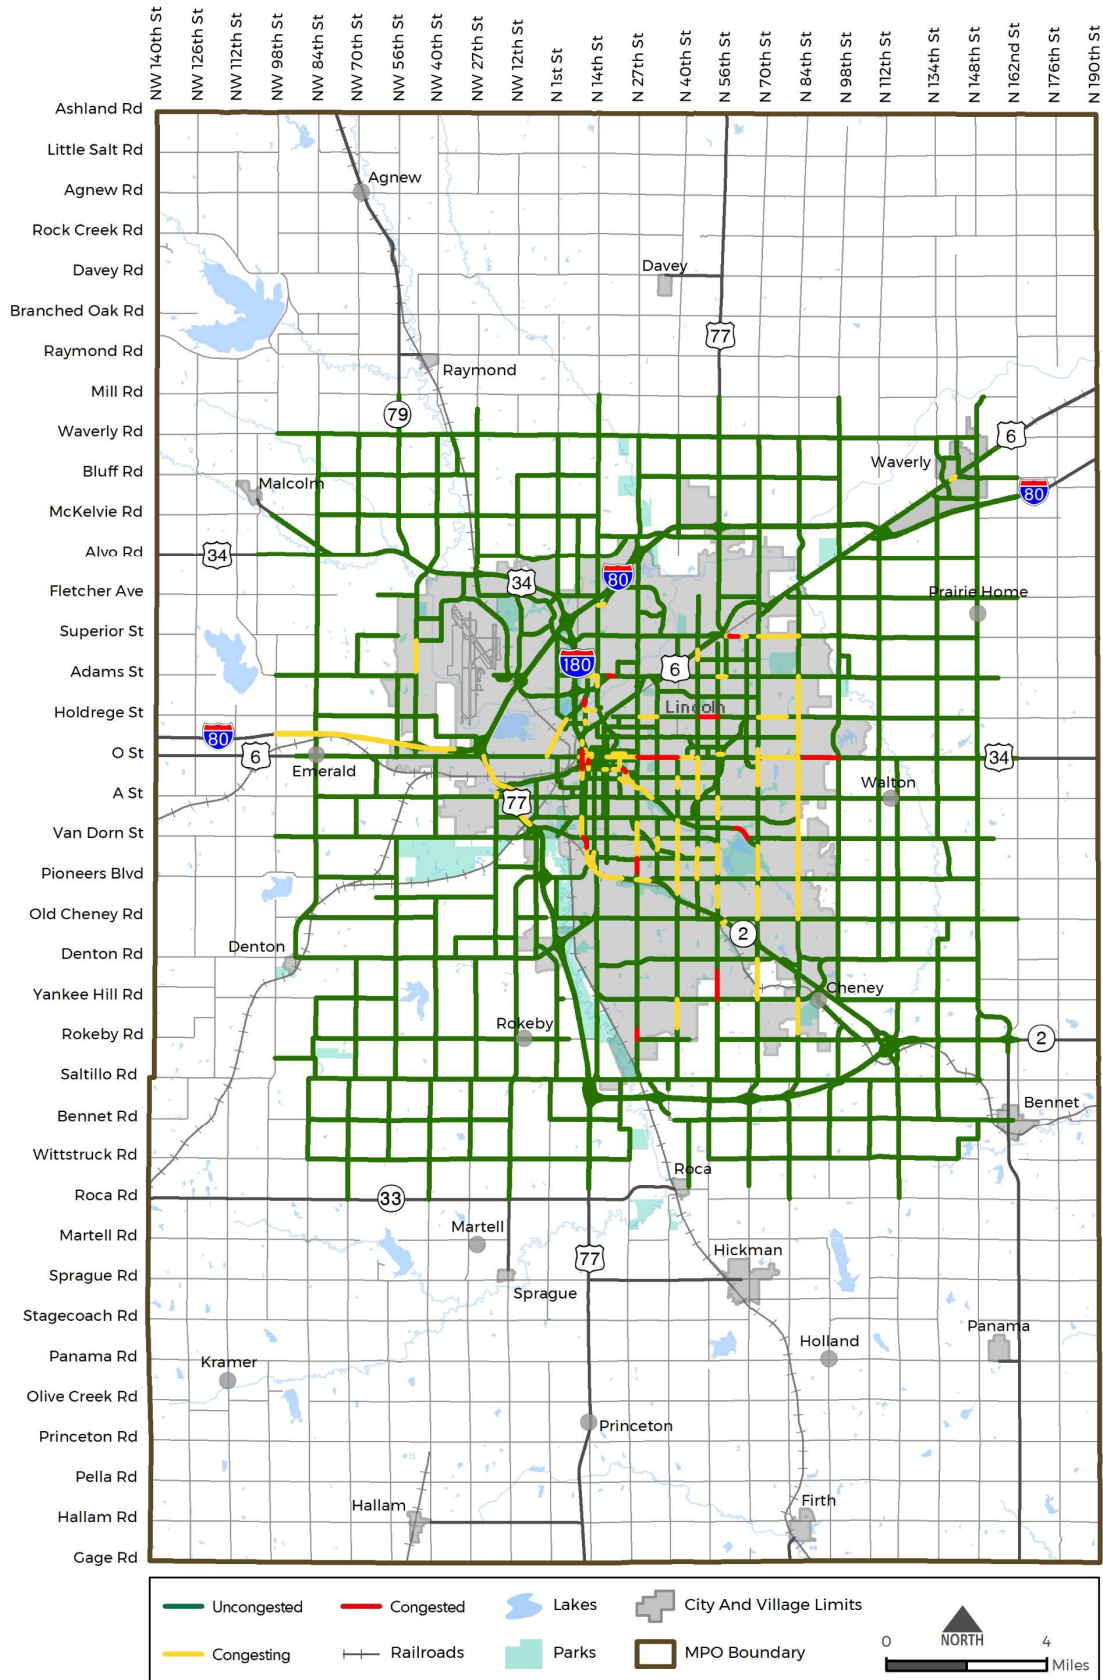 NW 140th St
NW 126th St
NW 112th St
NW 98th St
NW 84th St
NW 70th St
NW 56th St
NW 40th St
NW 27th St
NW 12th St
N 1st St
N 14th St
N 27th St
N 40th St
N 56th St
N 70th St
N 84th St
N 98th St
N 112th St
N 134th St
N 148th St
N 162nd St
N 176th St
N 190th St
Ashland Rd
Little Salt Rd
Agnew Rd
Rock Creek Rd
Davey Rd
Branched Oak Rd
Raymond Rd
Mill Rd
Waverly Rd
Bluff Rd
McKelvie Rd
Alvo Rd
Fletcher Ave
Superior St
Adams St
Holdrege St
O St
A St
Van Dorn St
Pioneers Blvd
Old Cheney Rd
Denton Rd
Yankee Hill Rd
Rokeby Rd
Saltillo Rd
Bennet Rd
Wittstruck Rd
Roca Rd
Martell Rd
Sprague Rd
Stagecoach Rd
Panama Rd
Olive Creek Rd
Princeton Rd
Pella Rd
Hallam Rd
Gage Rd
Agnew
Davey
77
Raymond
79
6
Waverly
Malcolm
80
34
34
80
Prairie Home
180
6
Lincoln
80
6
Emerald
34
Walton
77
2
Denton
Cheney
Rokeby
2
Bennet
Roca
33
Martell
77
Hickman
Sprague
Panama
Holland
Kramer
Princeton
Hallam
Firth
Uncongested
Congested
Lakes
City And Village Limits
Congesting
Railroads
Parks
MPO Boundary
NORTH
0
4
Miles